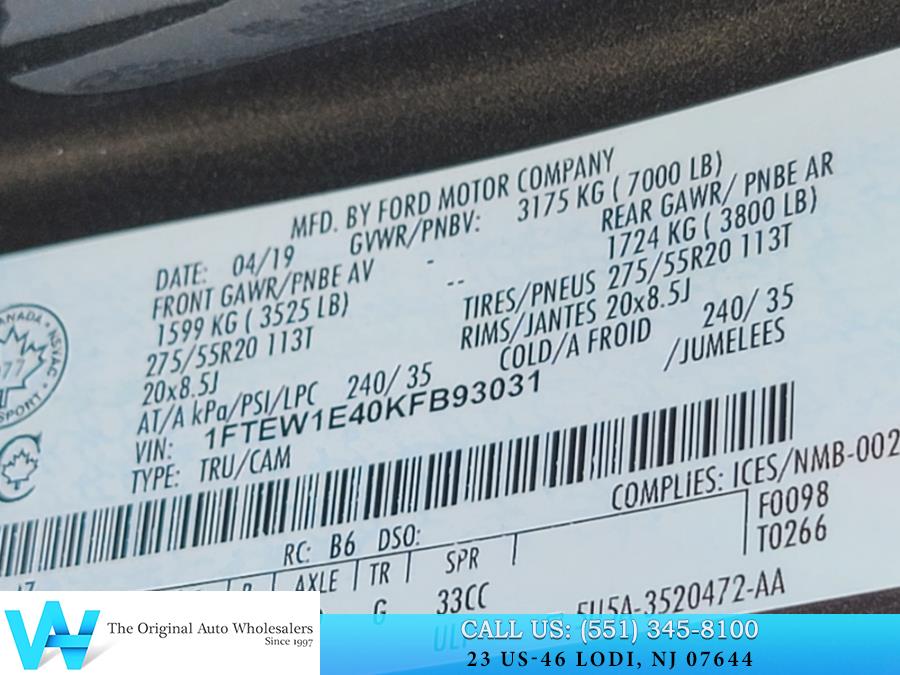 MFD. BY FORD MOTOR COMPANY
DATE: 04/19 GVWR/PNBV: 3175 KG ( 7000 LB)
FRONT GAWR/PNBE AV - REAR GAWR/ PNBE AR
1599 KG ( 3525 LB) -- 1724 KG ( 3800 LB)
275/55R20 113T TIRES/PNEUS 275/55R20 113T
20x8.5J RIMS/JANTES 20x8.5J
AT/A kPa/PSI/LPC 240/ 35 COLD/A FROID 240/ 35
VIN: 1FTEW1E40KFB93031 /JUMELEES
TYPE: TRU/CAM
COMPLIES: ICES/NMB-002
RC: B6 DSO: F0098
T0266
AXLE TR SPR
G 33CC
3520472-AA
CANADA
NSVAC
The Original Auto Wholesalers
Since 1997
CALL US: (551) 345-8100
23 US-46 LODI, NJ 07644